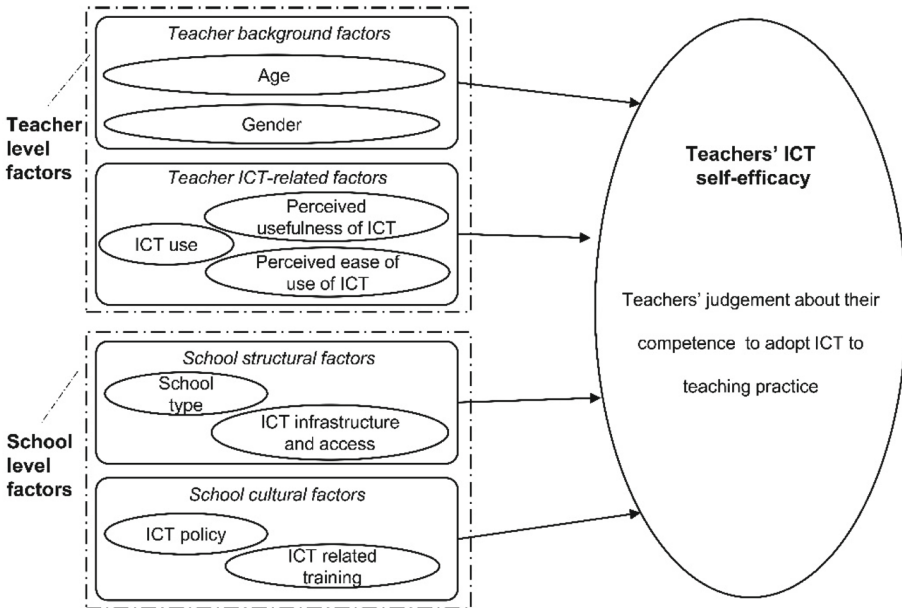 Teacher background factors
Age
Gender
Teacher
level
factors
Teacher ICT-related factors
Perceived
usefulness of ICT
ICT use
Perceived ease of
use of ICT
School structural factors
School
type
ICT infrastructure
and access
School
level
factors
School cultural factors
ICT policy
ICT related
training
Teachers’ ICT
self-efficacy
Teachers’ judgement about their
competence to adopt ICT to
teaching practice